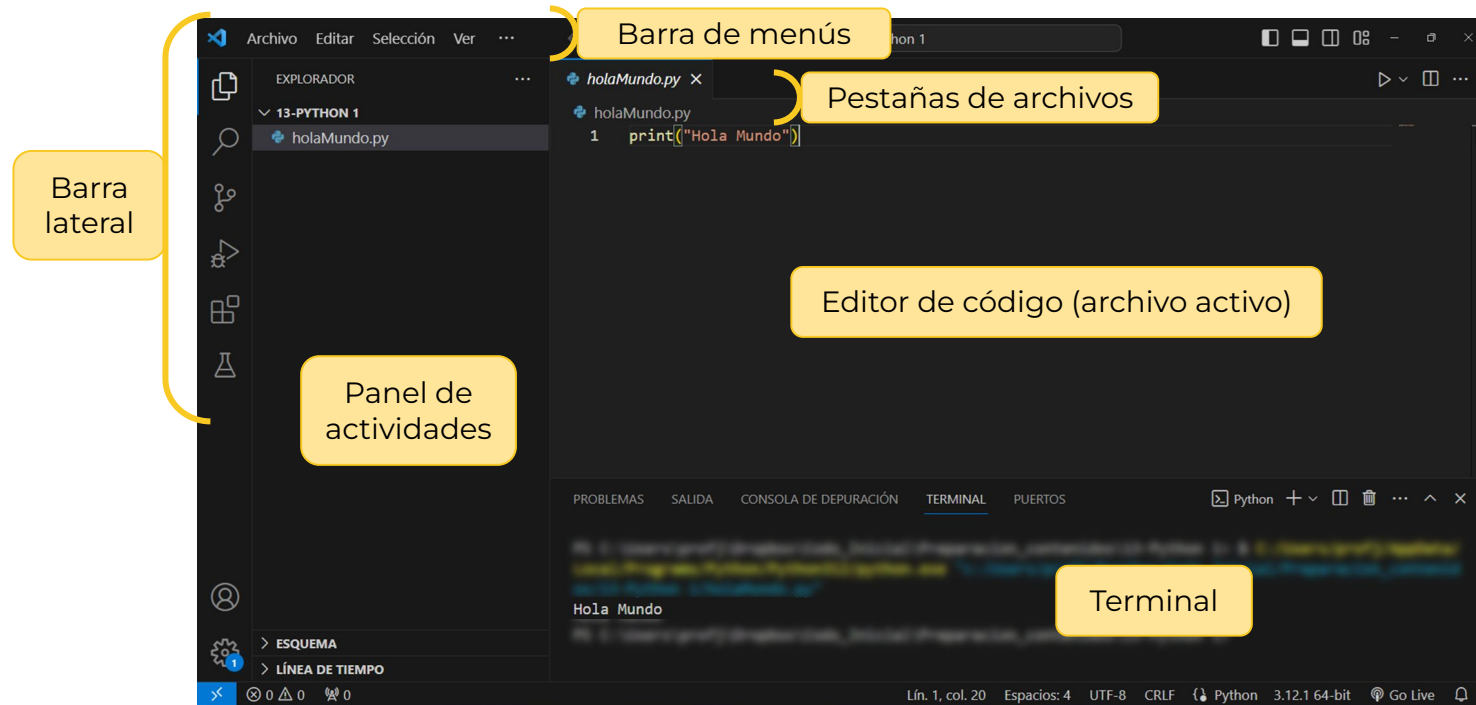 Archivo Editar Selección Ver ···
Barra de menús
hon 1
EXPLORADOR ···
13-PYTHON 1
holaMundo.py
holaMundo.py
Pestañas de archivos
holaMundo.py
1 print("Hola Mundo")
Barra
lateral
Editor de código (archivo activo)
Panel de
actividades
PROBLEMAS SALIDA CONSOLA DE DEPURACIÓN TERMINAL PUERTOS
Python
Hola Mundo
Terminal
ESQUEMA
LÍNEA DE TIEMPO
1
0 0 0
Lín. 1, col. 20 Espacios: 4 UTF-8 CRLF Python 3.12.1 64-bit Go Live